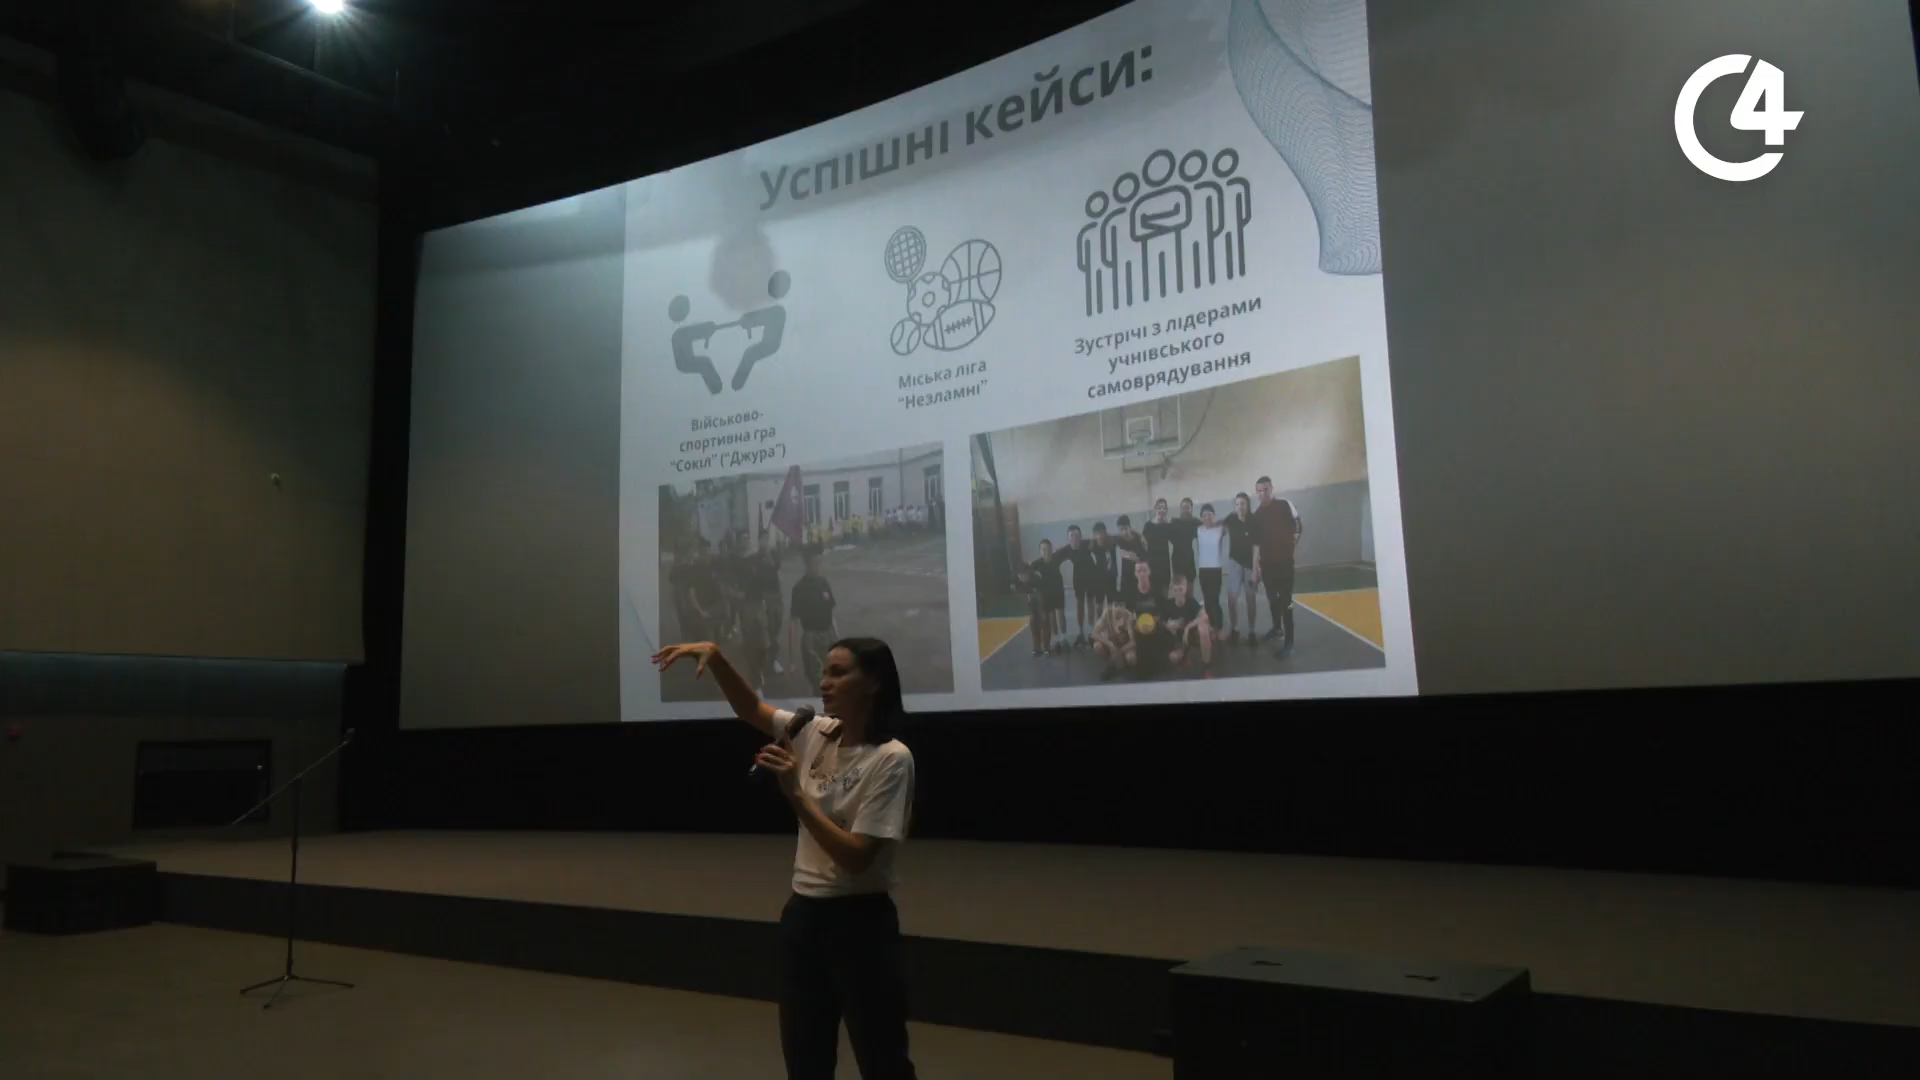 Успішні кейси:
Військово-
спортивна гра
“Сокіл” (“Джура”)
Міська ліга
“Незламні”
Зустрічі з лідерами
учнівського
самоврядування
C4